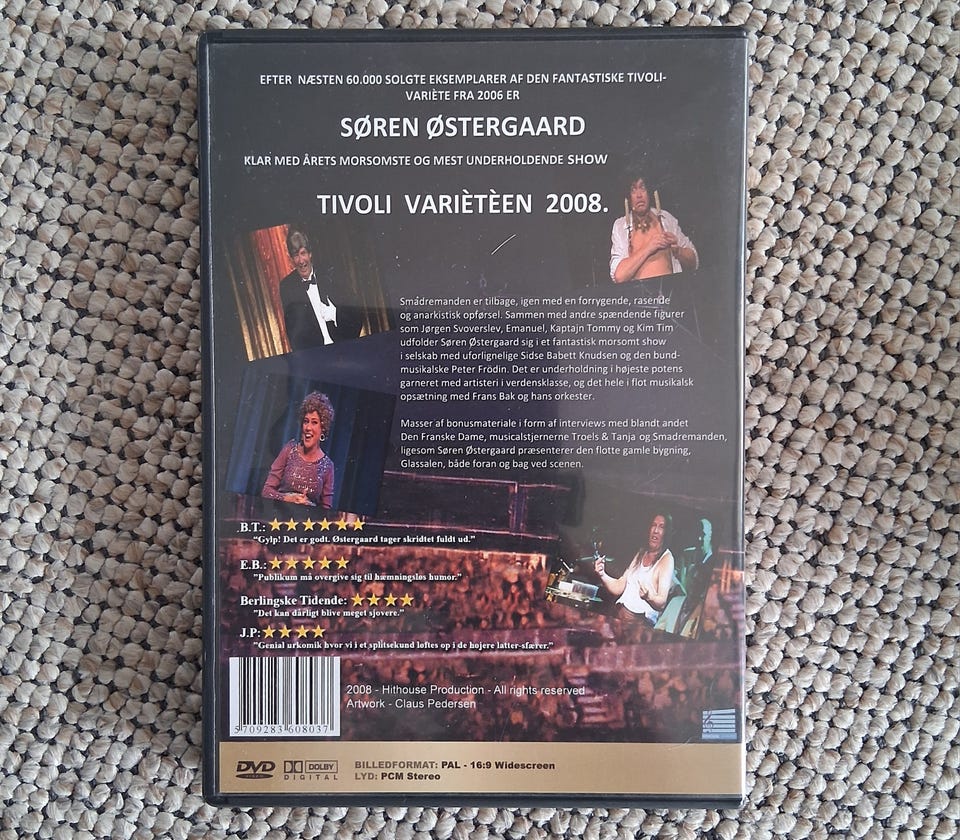 EFTER NÆSTEN 60.000 SOLGTE EKSEMPLARER AF DEN FANTASTISKE TIVOLI-
VARIÈTE FRA 2006 ER
SØREN ØSTERGAARD
KLAR MED ÅRETS MORSOMSTE OG MEST UNDERHOLDENDE SHOW
TIVOLI VARIÈTÈEN 2008.
Smådremanden er tilbage, igen med en forrygende, rasende
og anarkistisk opførsel. Sammen med andre spændende figurer
som Jørgen Svoverslev, Emanuel, Kaptajn Tommy og Kim Tim
udfolder Søren Østergaard sig i et fantastisk morsomt show
i selskab med uforlignelige Sidse Babett Knudsen og den bund-
musikalske Peter Frödin. Det er underholdning i højeste potens
garneret med artisteri i verdensklasse, og det hele i flot musikalsk
opsætning med Frans Bak og hans orkester.
Masser af bonusmateriale i form af interviews med blandt andet
Den Franske Dame, musicalstjernerne Troels & Tanja og Smadremanden,
ligesom Søren Østergaard præsenterer den flotte gamle bygning,
Glassalen, både foran og bag ved scenen.
B.T.: ★★★★★★
"Gylp! Det er godt. Østergaard tager skridtet fuldt ud."
E.B.: ★★★★★
"Publikum må overgive sig til hæmningsløs humor."
Berlingske Tidende: ★★★★
"Det kan dårligt blive meget sjovere."
J.P: ★★★★
"Genial urkomik hvor vi i et splitsekund løftes op i de højere latter-sfærer."
5 709283 608037
2008 - Hithouse Production - All rights reserved
Artwork - Claus Pedersen
DVD VIDEO
DOLBY DIGITAL
BILLEDFORMAT: PAL - 16:9 Widescreen
LYD: PCM Stereo